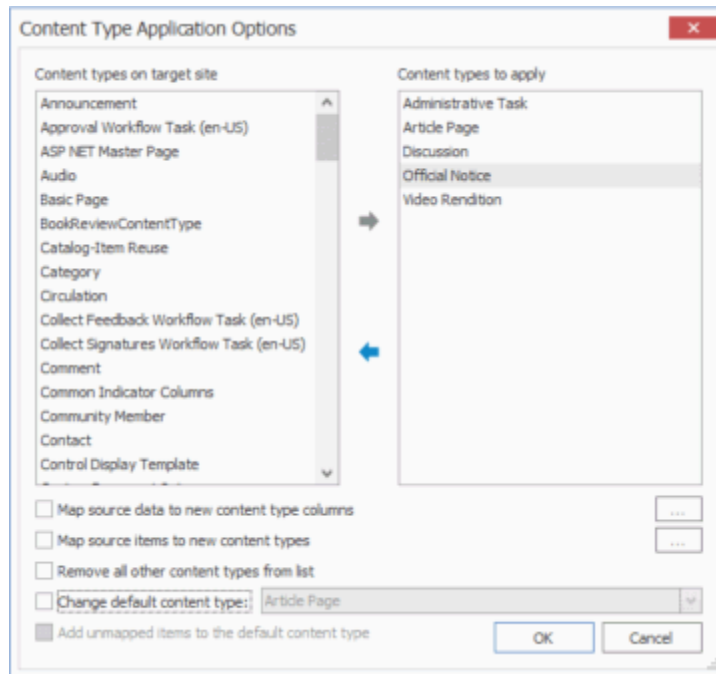 Content Type Application Options
Content types on target site
Announcement
Approval Workflow Task (en-US)
ASP NET Master Page
Audio
Basic Page
BookReviewContentType
Catalog-Item Reuse
Category
Circulation
Collect Feedback Workflow Task (en-US)
Collect Signatures Workflow Task (en-US)
Comment
Common Indicator Columns
Community Member
Contact
Control Display Template
Content types to apply
Administrative Task
Article Page
Discussion
Official Notice
Video Rendition
Map source data to new content type columns
...
Map source items to new content types
...
Remove all other content types from list
Change default content type: Article Page
Add unmapped items to the default content type
OK Cancel